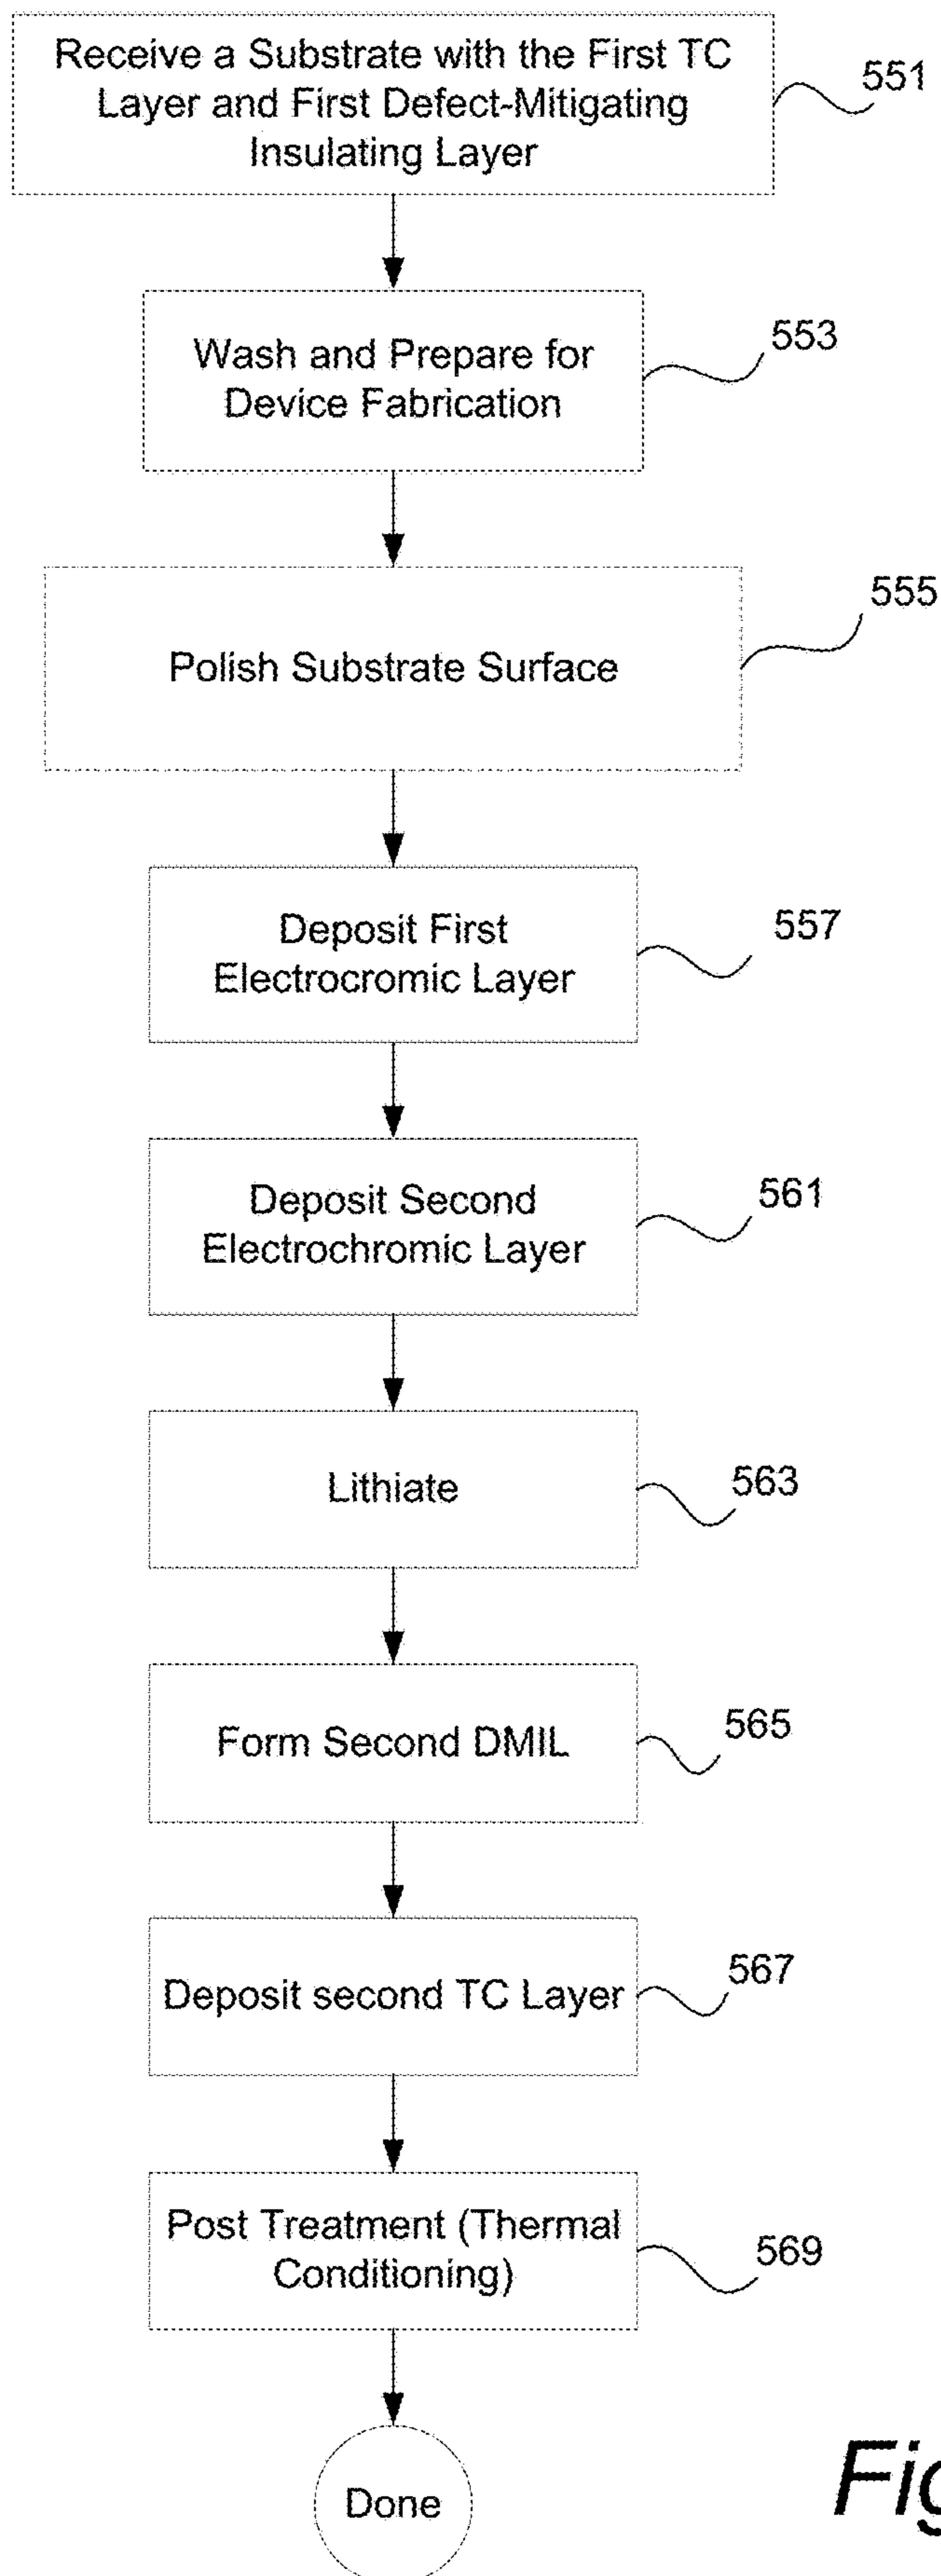 Receive a Substrate with the First TC
Layer and First Defect-Mitigating
Insulating Layer
551
Wash and Prepare for
Device Fabrication
553
Polish Substrate Surface
555
Deposit First
Electrocromic Layer
557
Deposit Second
Electrochromic Layer
561
Lithiate
563
Form Second DMIL
565
Deposit second TC Layer
567
Post Treatment (Thermal
Conditioning)
569
Done